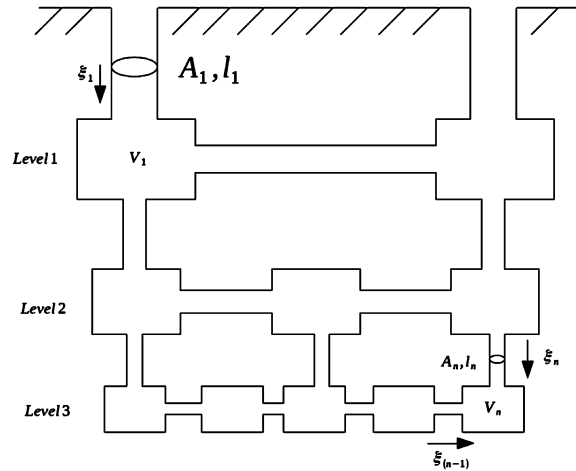 A₁, l₁
ξ₁
Level 1
V₁
Level 2
Aₙ, lₙ
ξₙ
Level 3
Vₙ
ξ₍ₙ₋₁₎